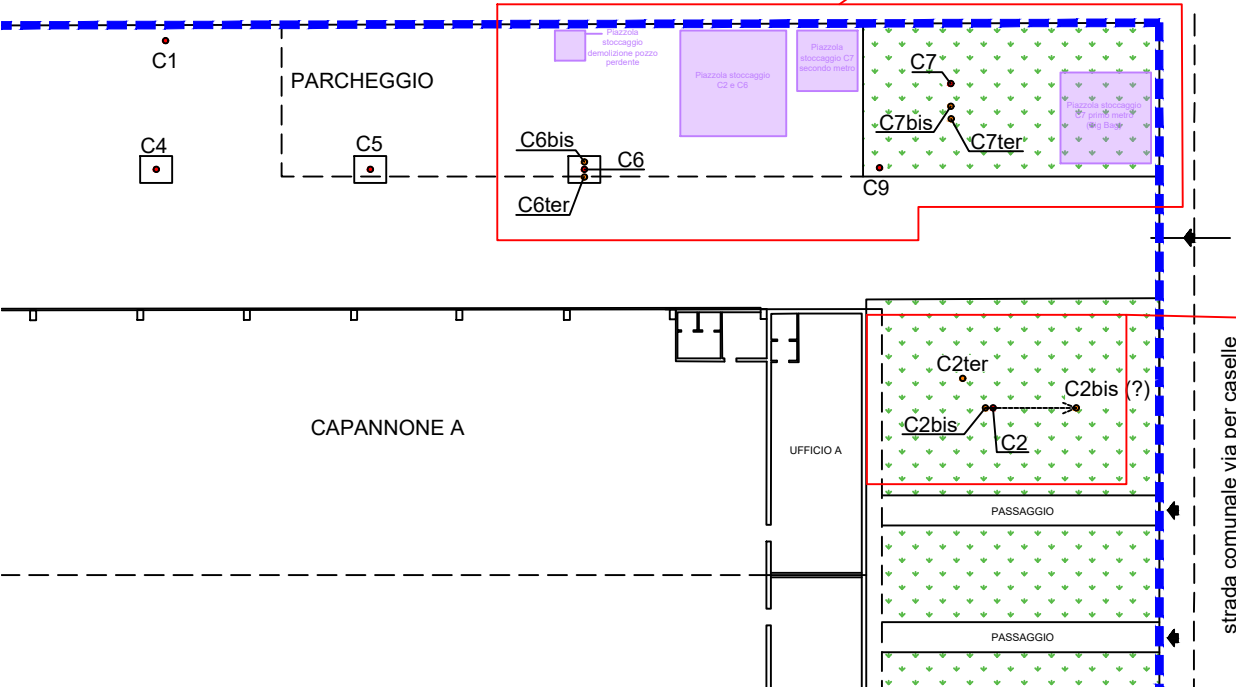 C1
PARCHEGGIO
Piazzola
stoccaggio
demolizione pozzo
perdente
Piazzola stoccaggio
C2 e C6
Piazzola
stoccaggio C7
secondo metro
C7
C7bis
C7ter
Piazzola stoccaggio
C7 primo metro
(Big Bag)
C4
C5
C6bis
C6
C6ter
C9
CAPANNONE A
UFFICIO A
C2ter
C2bis (?)
C2bis
C2
PASSAGGIO
PASSAGGIO
strada comunale via per caselle